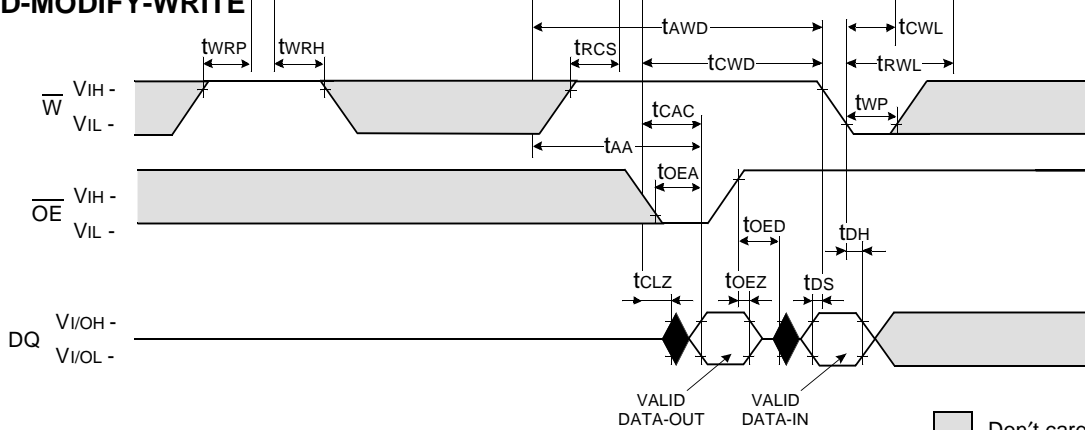 D-MODIFY-WRITE
tAWD
tCWL
tWRP
tWRH
tRCS
tCWD
tRWL
W
VIH -
VIL -
tWP
tCAC
tAA
OE
VIH -
VIL -
tOEA
tOED
tDH
tCLZ
tOEZ
tDS
DQ
VI/OH -
VI/OL -
VALID
DATA-OUT
VALID
DATA-IN
Don't care